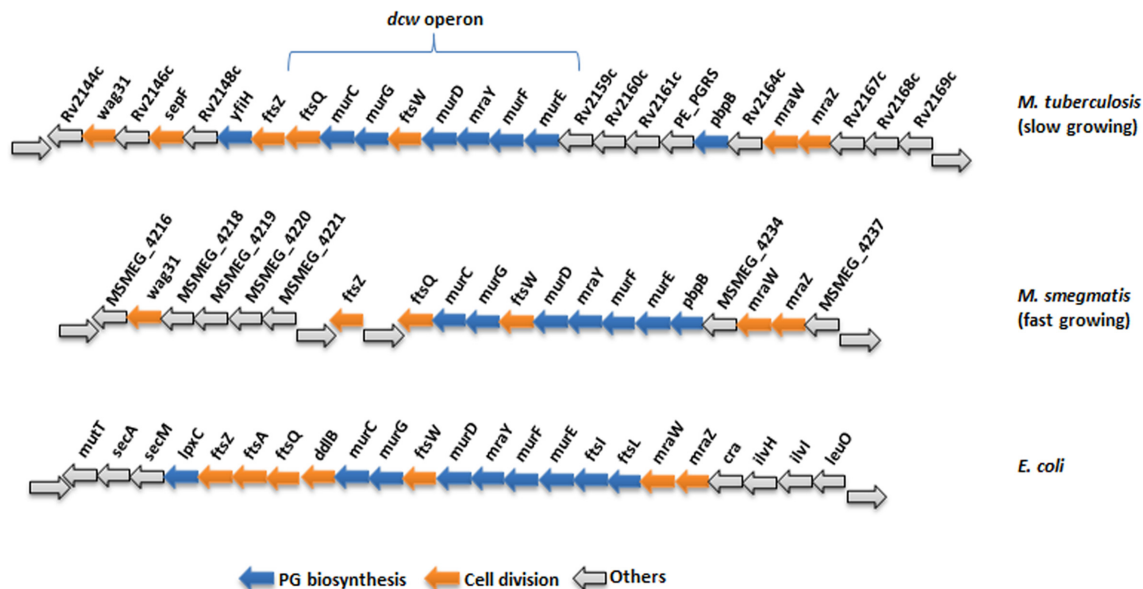 dcw operon
Rv2144c wag31 Rv2146c sepF Rv2148c yfiH ftsZ ftsQ murC murG ftsW murD mraY murF murE Rv2159c Rv2160c Rv2161c PE_PGRS pbpB Rv2164c mraW mraZ Rv2167c Rv2168c Rv2169c
M. tuberculosis
(slow growing)
MSMEG_4216 wag31 MSMEG_4218 MSMEG_4219 MSMEG_4220 MSMEG_4221 ftsZ ftsQ murC murG ftsW murD mraY murF murE pbpB MSMEG_4234 mraW mraZ MSMEG_4237
M. smegmatis
(fast growing)
mutT secA secM lpxC ftsZ ftsA ftsQ ddlB murC murG ftsW murD mraY murF murE ftsI ftsL mraW mraZ cra ilvH ilvI leuO
E. coli
PG biosynthesis Cell division Others